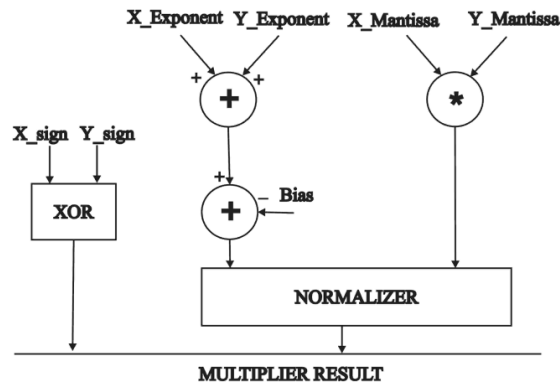 X_Exponent Y_Exponent X_Mantissa Y_Mantissa
+ +
+ *
X_sign Y_sign
+
− Bias
XOR
+
NORMALIZER
MULTIPLIER RESULT